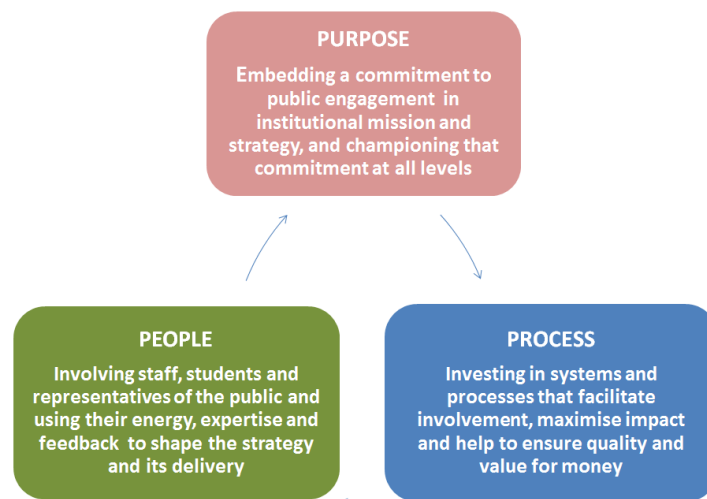 PURPOSE
Embedding a commitment to
public engagement in
institutional mission and
strategy, and championing that
commitment at all levels
PEOPLE
Involving staff, students and
representatives of the public and
using their energy, expertise and
feedback to shape the strategy
and its delivery
PROCESS
Investing in systems and
processes that facilitate
involvement, maximise impact
and help to ensure quality and
value for money